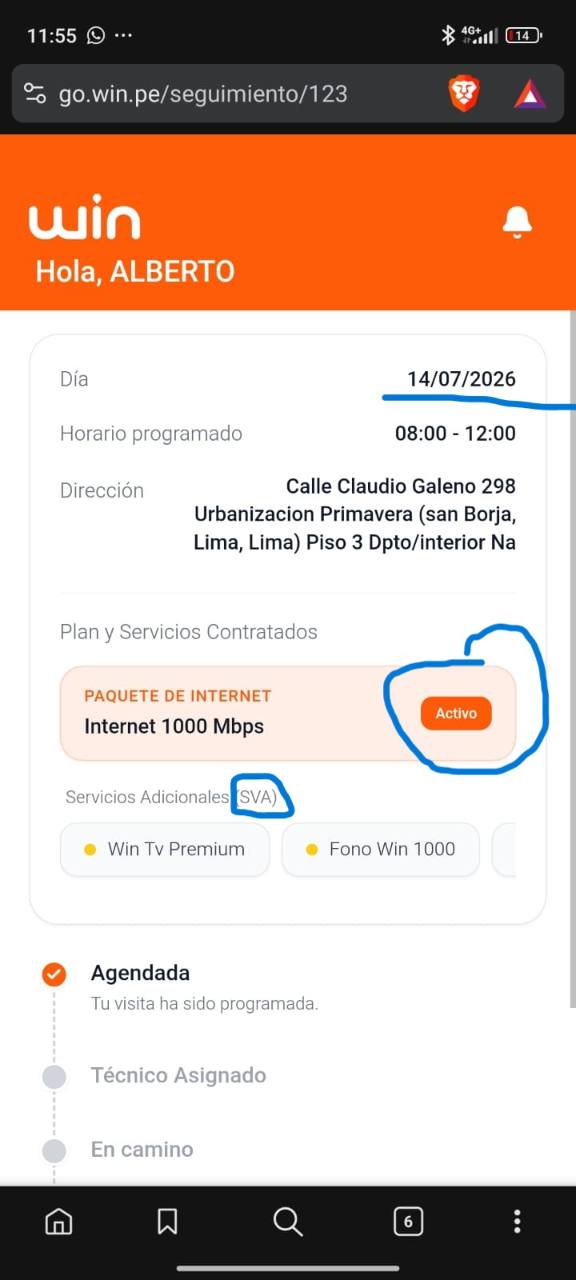 11:55
4G+
14
go.win.pe/seguimiento/123
win
Hola, ALBERTO
Día 14/07/2026
Horario programado 08:00 - 12:00
Dirección Calle Claudio Galeno 298
Urbanizacion Primavera (san Borja,
Lima, Lima) Piso 3 Dpto/interior Na
Plan y Servicios Contratados
PAQUETE DE INTERNET
Internet 1000 Mbps
Activo
Servicios Adicionales (SVA)
Win Tv Premium
Fono Win 1000
Agendada
Tu visita ha sido programada.
Técnico Asignado
En camino
6